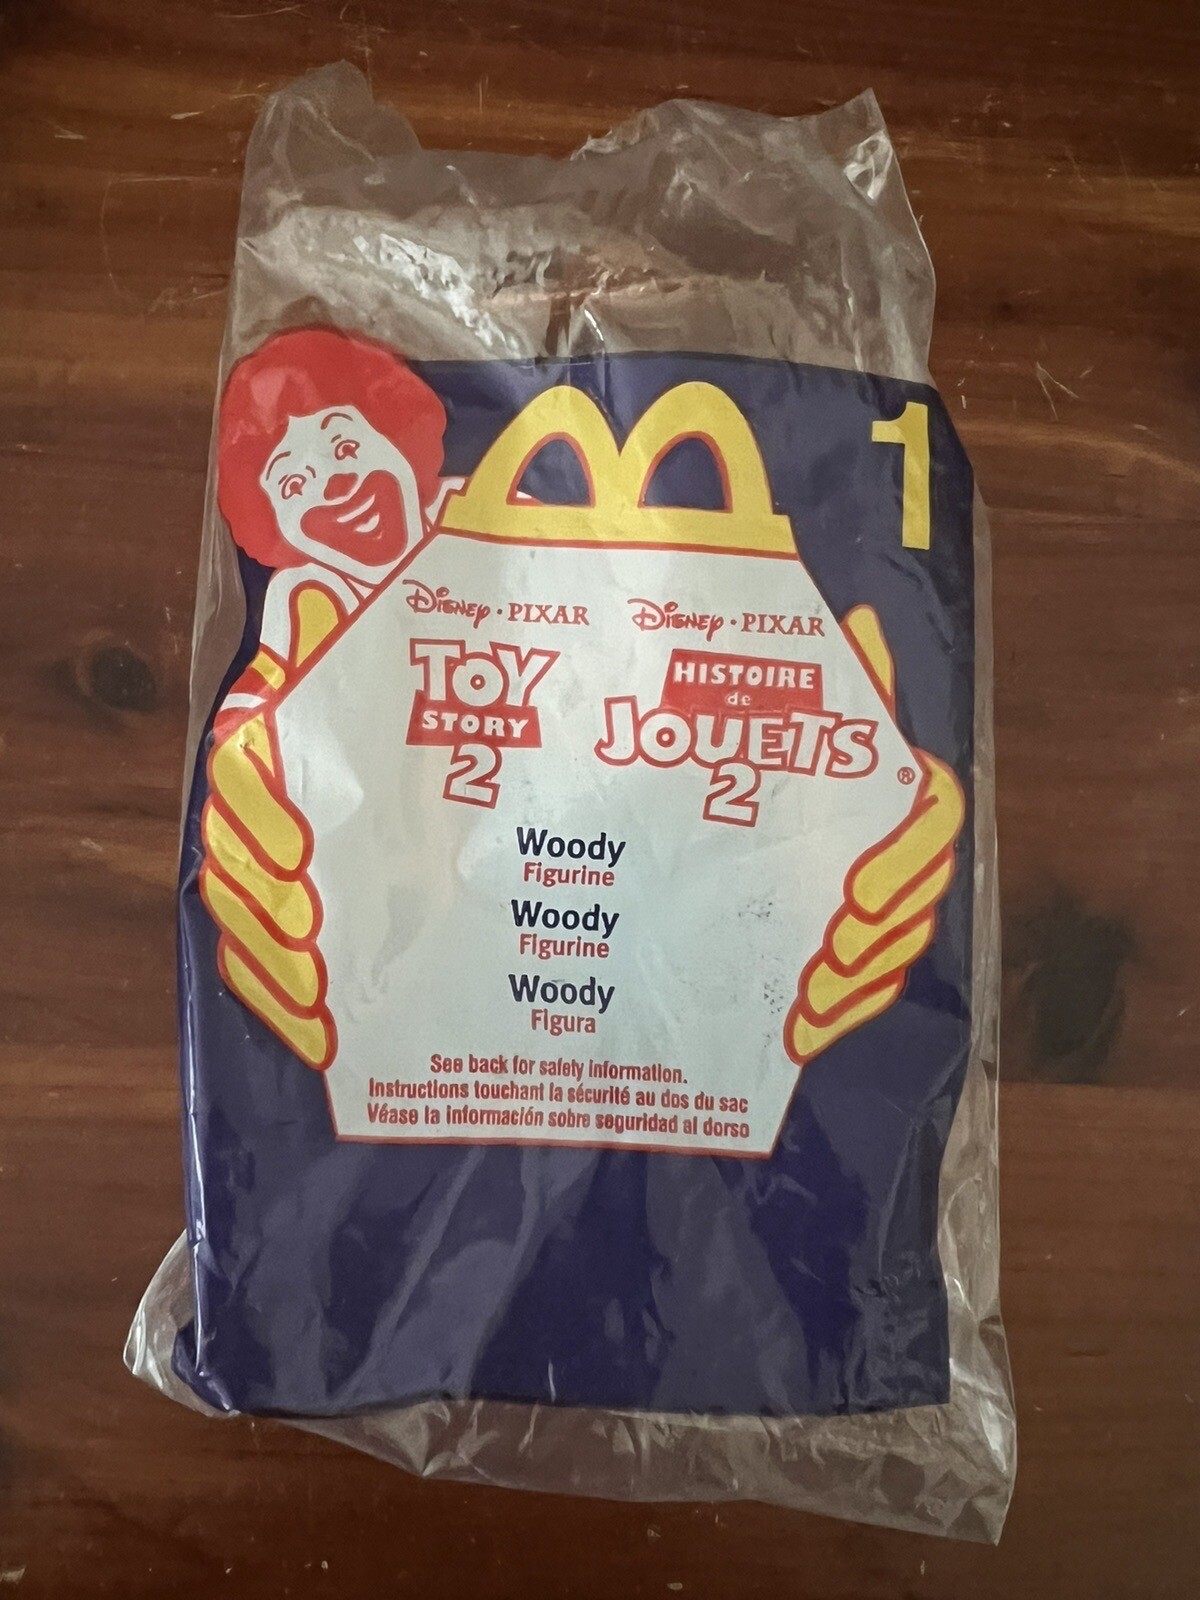 1
Disney · PIXAR
TOY
STORY
2
Disney · PIXAR
HISTOIRE
de
JOUETS
2
®
Woody
Figurine
Woody
Figurine
Woody
Figura
See back for safety information.
Instructions touchant la sécurité au dos du sac
Véase la información sobre seguridad al dorso